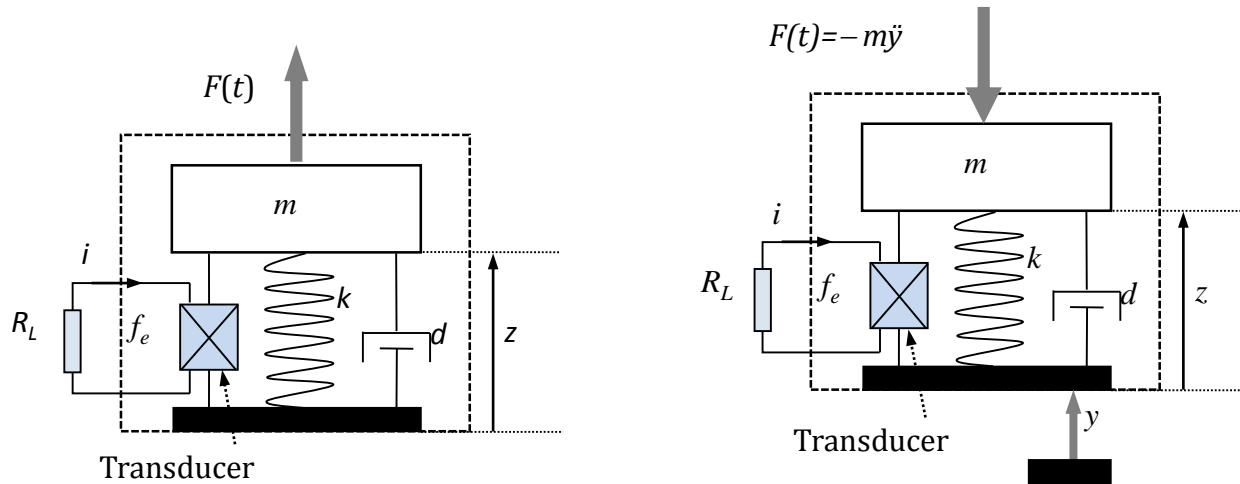 F(t)
m
i
k
R_L
f_e
d
z
Transducer
F(t)=−mÿ
m
i
k
R_L
f_e
d
z
y
Transducer